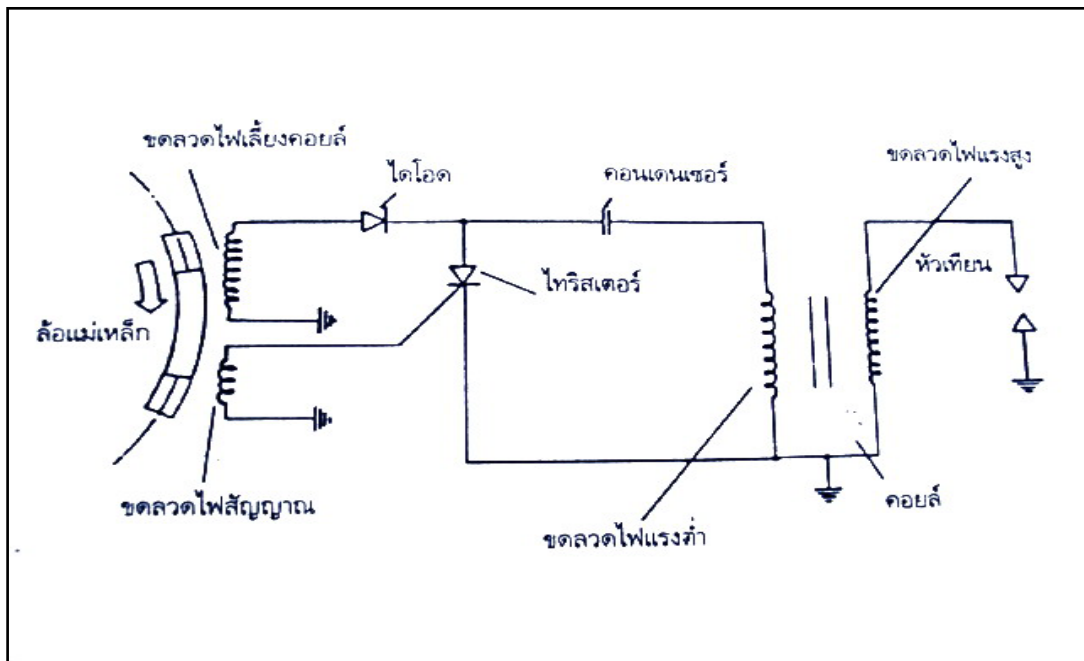 ขดลวดไฟเลี้ยงคอยล์
ไดโอด
คอนเดนเซอร์
ขดลวดไฟแรงสูง
หัวเทียน
ไทริสเตอร์
ล้อแม่เหล็ก
ขดลวดไฟสัญญาณ
ขดลวดไฟแรงต่ำ
คอยล์